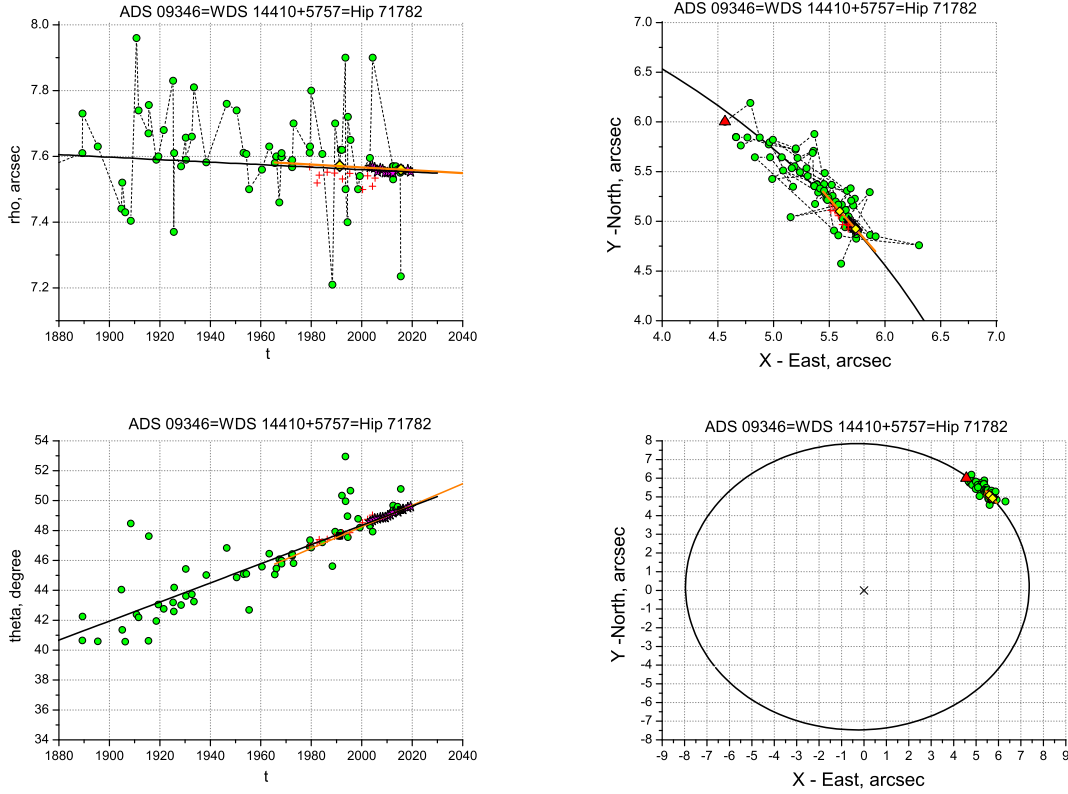 ADS 09346=WDS 14410+5757=Hip 71782
8.0
7.8
7.6
7.4
7.2
rho, arcsec
1880 1900 1920 1940 1960 1980 2000 2020 2040
t
ADS 09346=WDS 14410+5757=Hip 71782
7.0
6.5
6.0
5.5
5.0
4.5
4.0
Y -North, arcsec
4.0 4.5 5.0 5.5 6.0 6.5 7.0
X - East, arcsec
ADS 09346=WDS 14410+5757=Hip 71782
54
52
50
48
46
44
42
40
38
36
34
theta, degree
1880 1900 1920 1940 1960 1980 2000 2020 2040
t
ADS 09346=WDS 14410+5757=Hip 71782
8
7
6
5
4
3
2
1
0
-1
-2
-3
-4
-5
-6
-7
-8
Y -North, arcsec
-9 -8 -7 -6 -5 -4 -3 -2 -1 0 1 2 3 4 5 6 7 8 9
X - East, arcsec